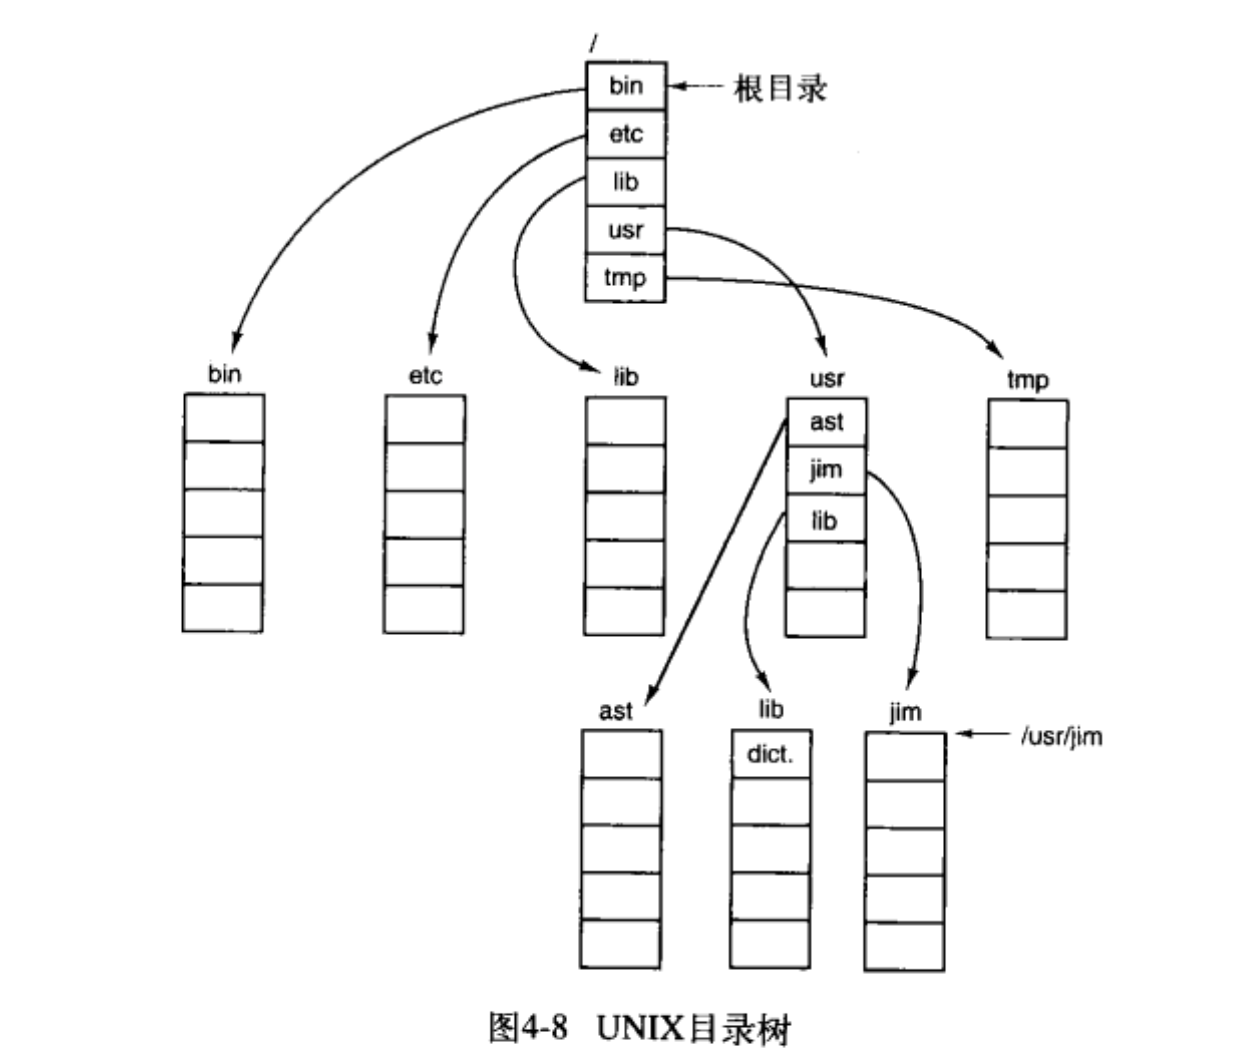 /
bin
根目录
etc
lib
usr
tmp
bin
etc
lib
usr
tmp
ast
jim
lib
ast
lib
jim
/usr/jim
dict.
图4-8 UNIX目录树